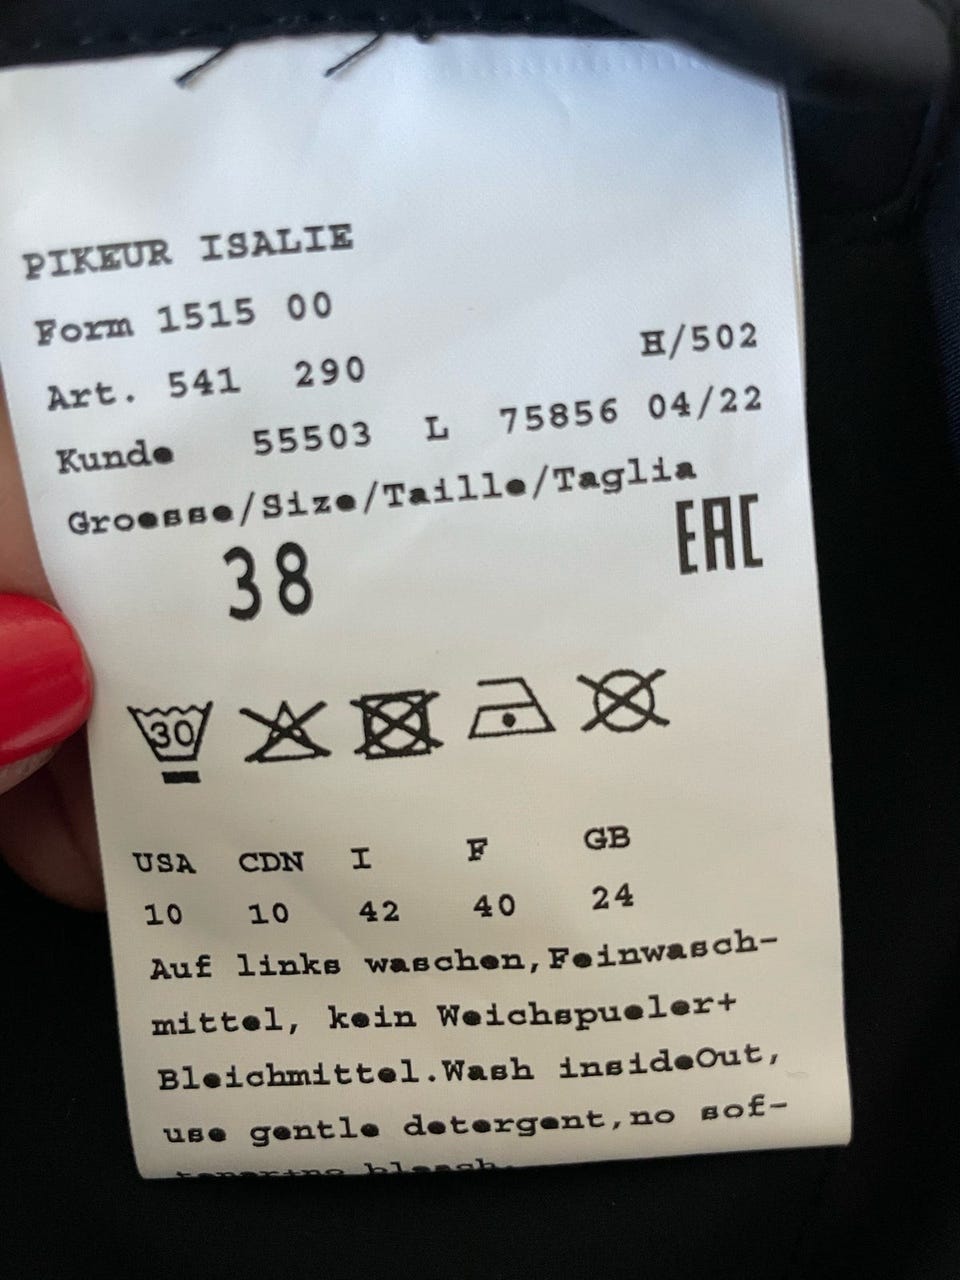 PIKEUR ISALIE
Form 1515 00
Art. 541 290 H/502
Kunde 55503 L 75856 04/22
Groesse/Size/Taille/Taglia
38 EAC
30
USA CDN I F GB
10 10 42 40 24
Auf links waschen,Feinwasch-
mittel, kein Weichspueler+
Bleichmittel.Wash insideOut,
use gentle detergent,no sof-
bleach.